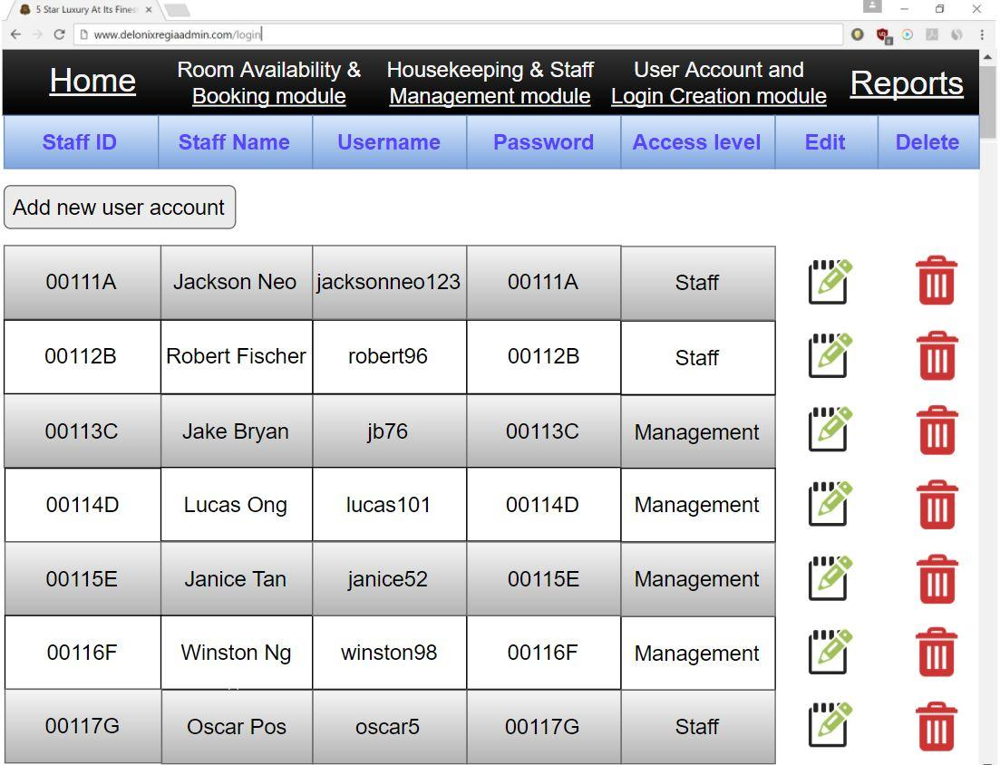 5 Star Luxury At Its Fines
www.delonixregiaadmin.com/login
Home
Room Availability &
Booking module
Housekeeping & Staff
Management module
User Account and
Login Creation module
Reports
Staff ID Staff Name Username Password Access level Edit Delete
Add new user account
00111A Jackson Neo jacksonneo123 00111A Staff
00112B Robert Fischer robert96 00112B Staff
00113C Jake Bryan jb76 00113C Management
00114D Lucas Ong lucas101 00114D Management
00115E Janice Tan janice52 00115E Management
00116F Winston Ng winston98 00116F Management
00117G Oscar Pos oscar5 00117G Staff